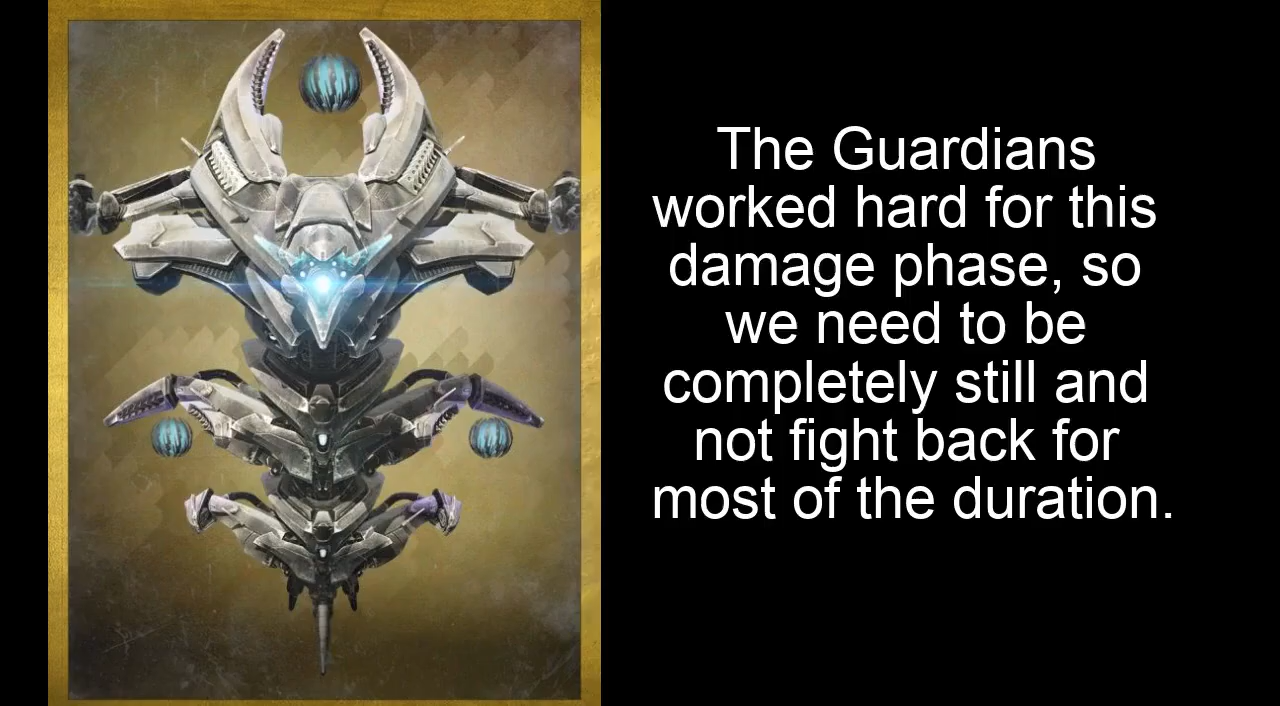 The Guardians
worked hard for this
damage phase, so
we need to be
completely still and
not fight back for
most of the duration.